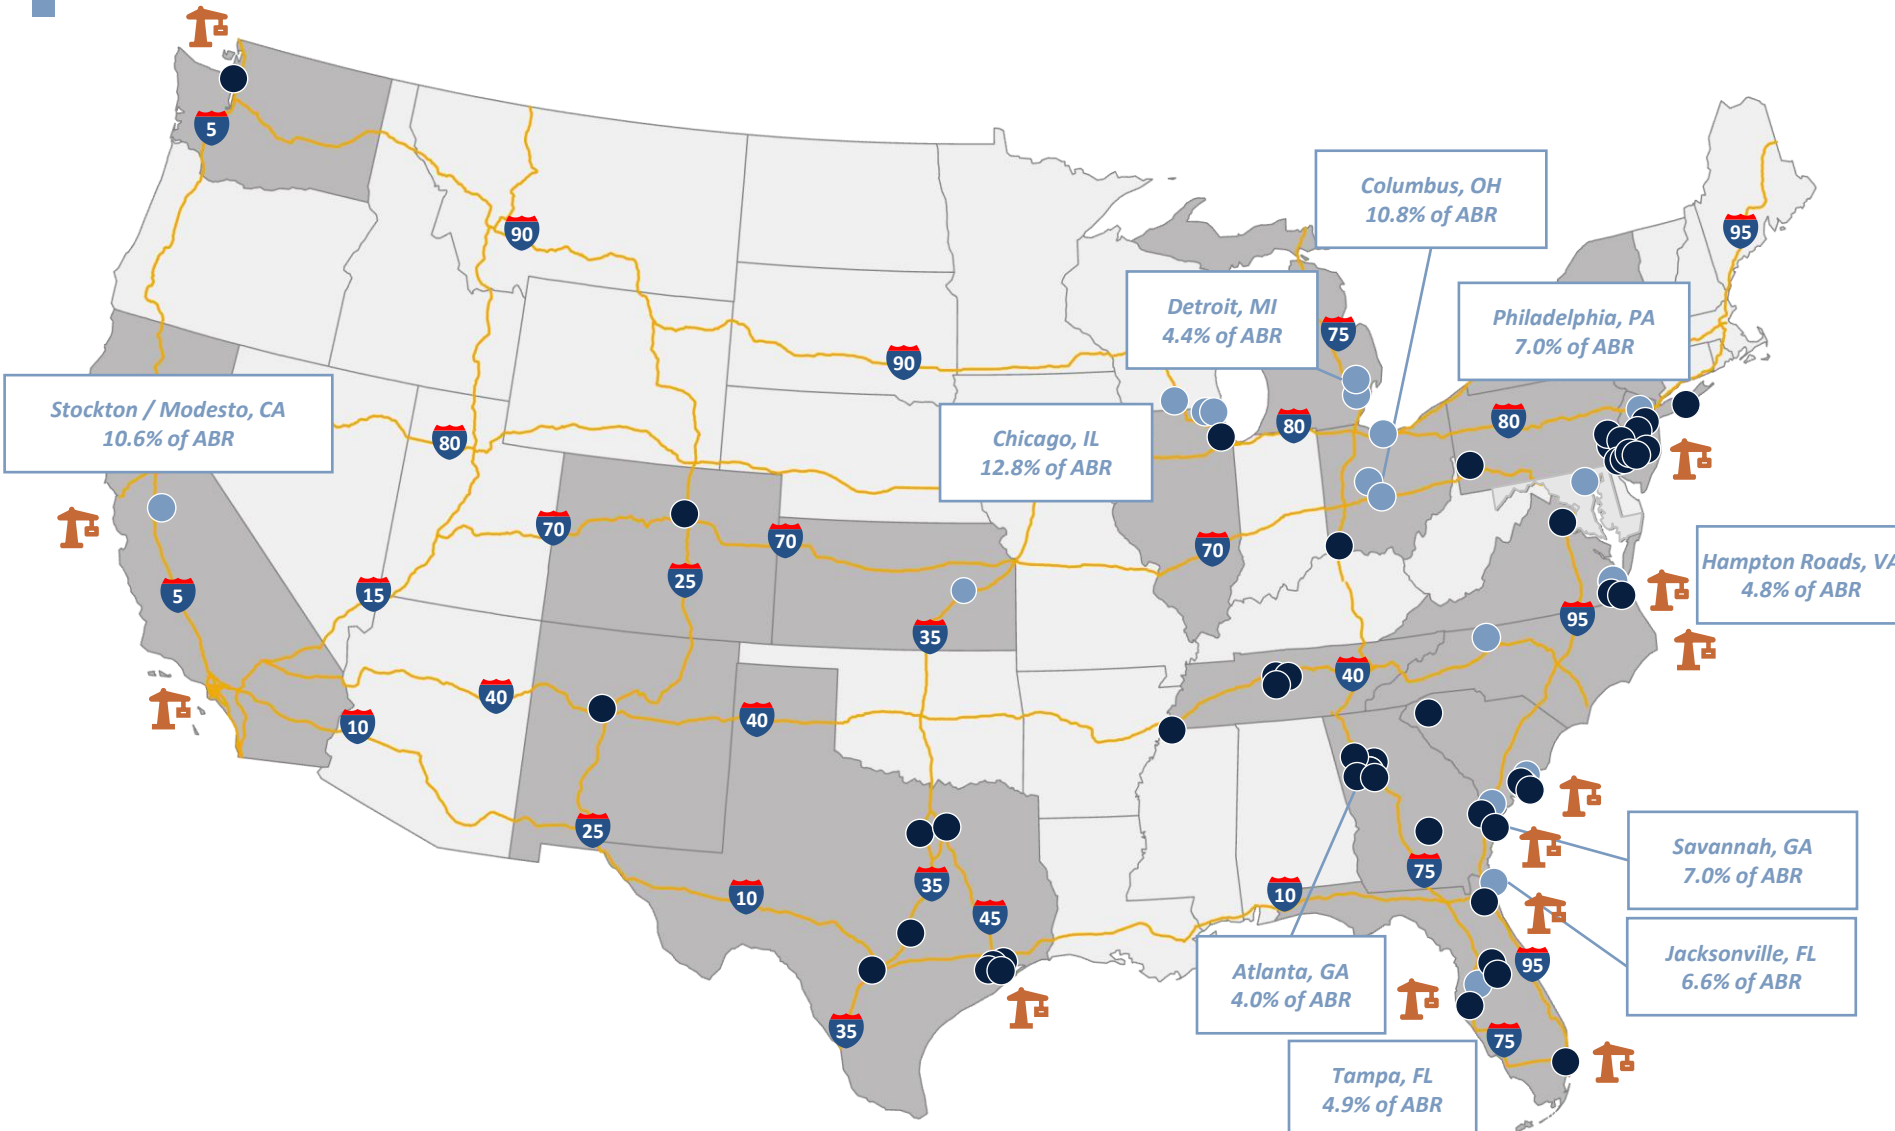 5
90
95
Columbus, OH
10.8% of ABR
Detroit, MI
4.4% of ABR
75
Philadelphia, PA
7.0% of ABR
90
Stockton / Modesto, CA
10.6% of ABR
80
Chicago, IL
12.8% of ABR
80
80
70
70
70
25
5
15
35
95
Hampton Roads, VA
4.8% of ABR
40
40
40
10
25
10
35
45
10
75
Savannah, GA
7.0% of ABR
Atlanta, GA
4.0% of ABR
95
Jacksonville, FL
6.6% of ABR
35
75
Tampa, FL
4.9% of ABR